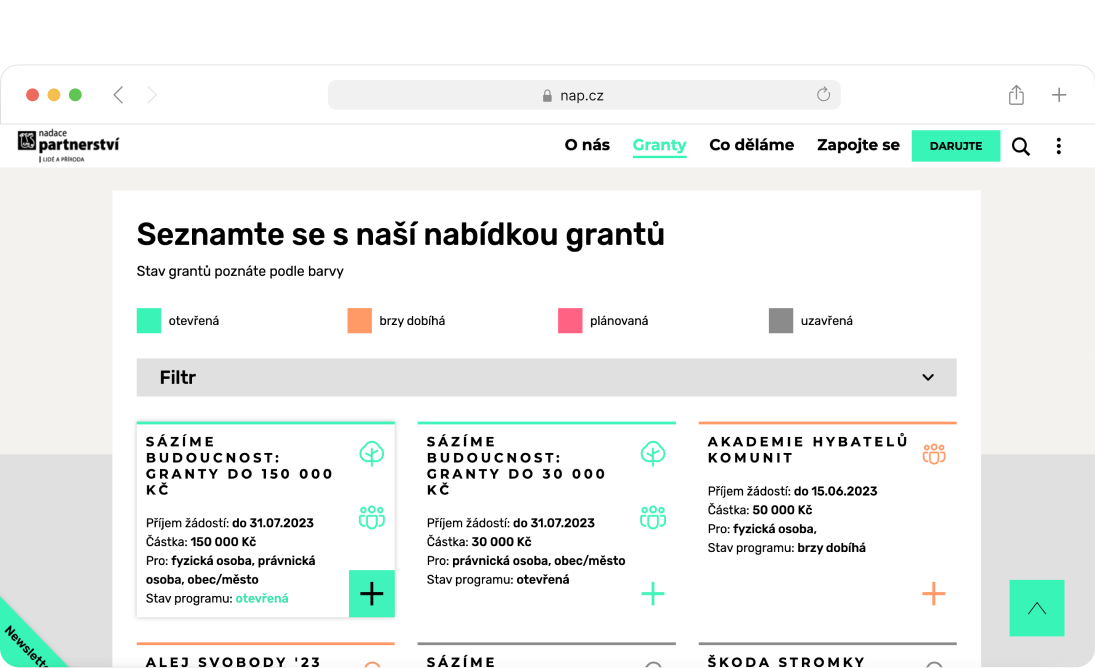 nap.cz
nadace
partnerství
LIDÉ A PŘÍRODA
O nás Granty Co děláme Zapojte se DARUJTE
Seznamte se s naší nabídkou grantů
Stav grantů poznáte podle barvy
otevřená brzy dobíhá plánovaná uzavřená
Filtr
SÁZÍME
BUDOUCNOST:
GRANTY DO 150 000
KČ
Příjem žádostí: do 31.07.2023
Částka: 150 000 Kč
Pro: fyzická osoba, právnická
osoba, obec/město
Stav programu: otevřená
SÁZÍME
BUDOUCNOST:
GRANTY DO 30 000
KČ
Příjem žádostí: do 31.07.2023
Částka: 30 000 Kč
Pro: právnická osoba, obec/město
Stav programu: otevřená
AKADEMIE HYBATELŮ
KOMUNIT
Příjem žádostí: do 15.06.2023
Částka: 50 000 Kč
Pro: fyzická osoba,
Stav programu: brzy dobíhá
ALEJ SVOBODY '23
SÁZÍME
ŠKODA STROMKY